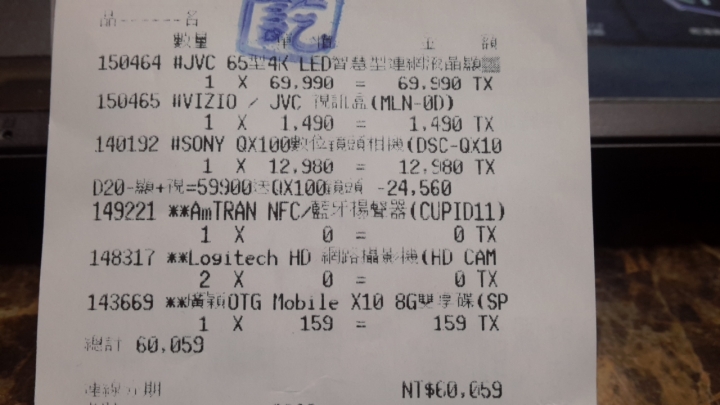 品------名
訖
數量 單價 金額
150464 #JVC 65型4K LED智慧型連網液晶顯
1 X 69,990 = 69,990 TX
150465 #VIZIO / JVC 視訊盒(MLN-0D)
1 X 1,490 = 1,490 TX
140192 #SONY QX100數位鏡頭相機(DSC-QX10
1 X 12,980 = 12,980 TX
D20-顯+視=59900送QX100鏡頭 -24,560
149221 **AmTRAN NFC/藍牙揚聲器(CUPID11)
1 X 0 = 0 TX
148317 **Logitech HD 網路攝影機(HD CAM
2 X 0 = 0 TX
143669 **廣穎OTG Mobile X10 8G雙享碟(SP
1 X 159 = 159 TX
總計 60,059
連線分期 NT$60,059